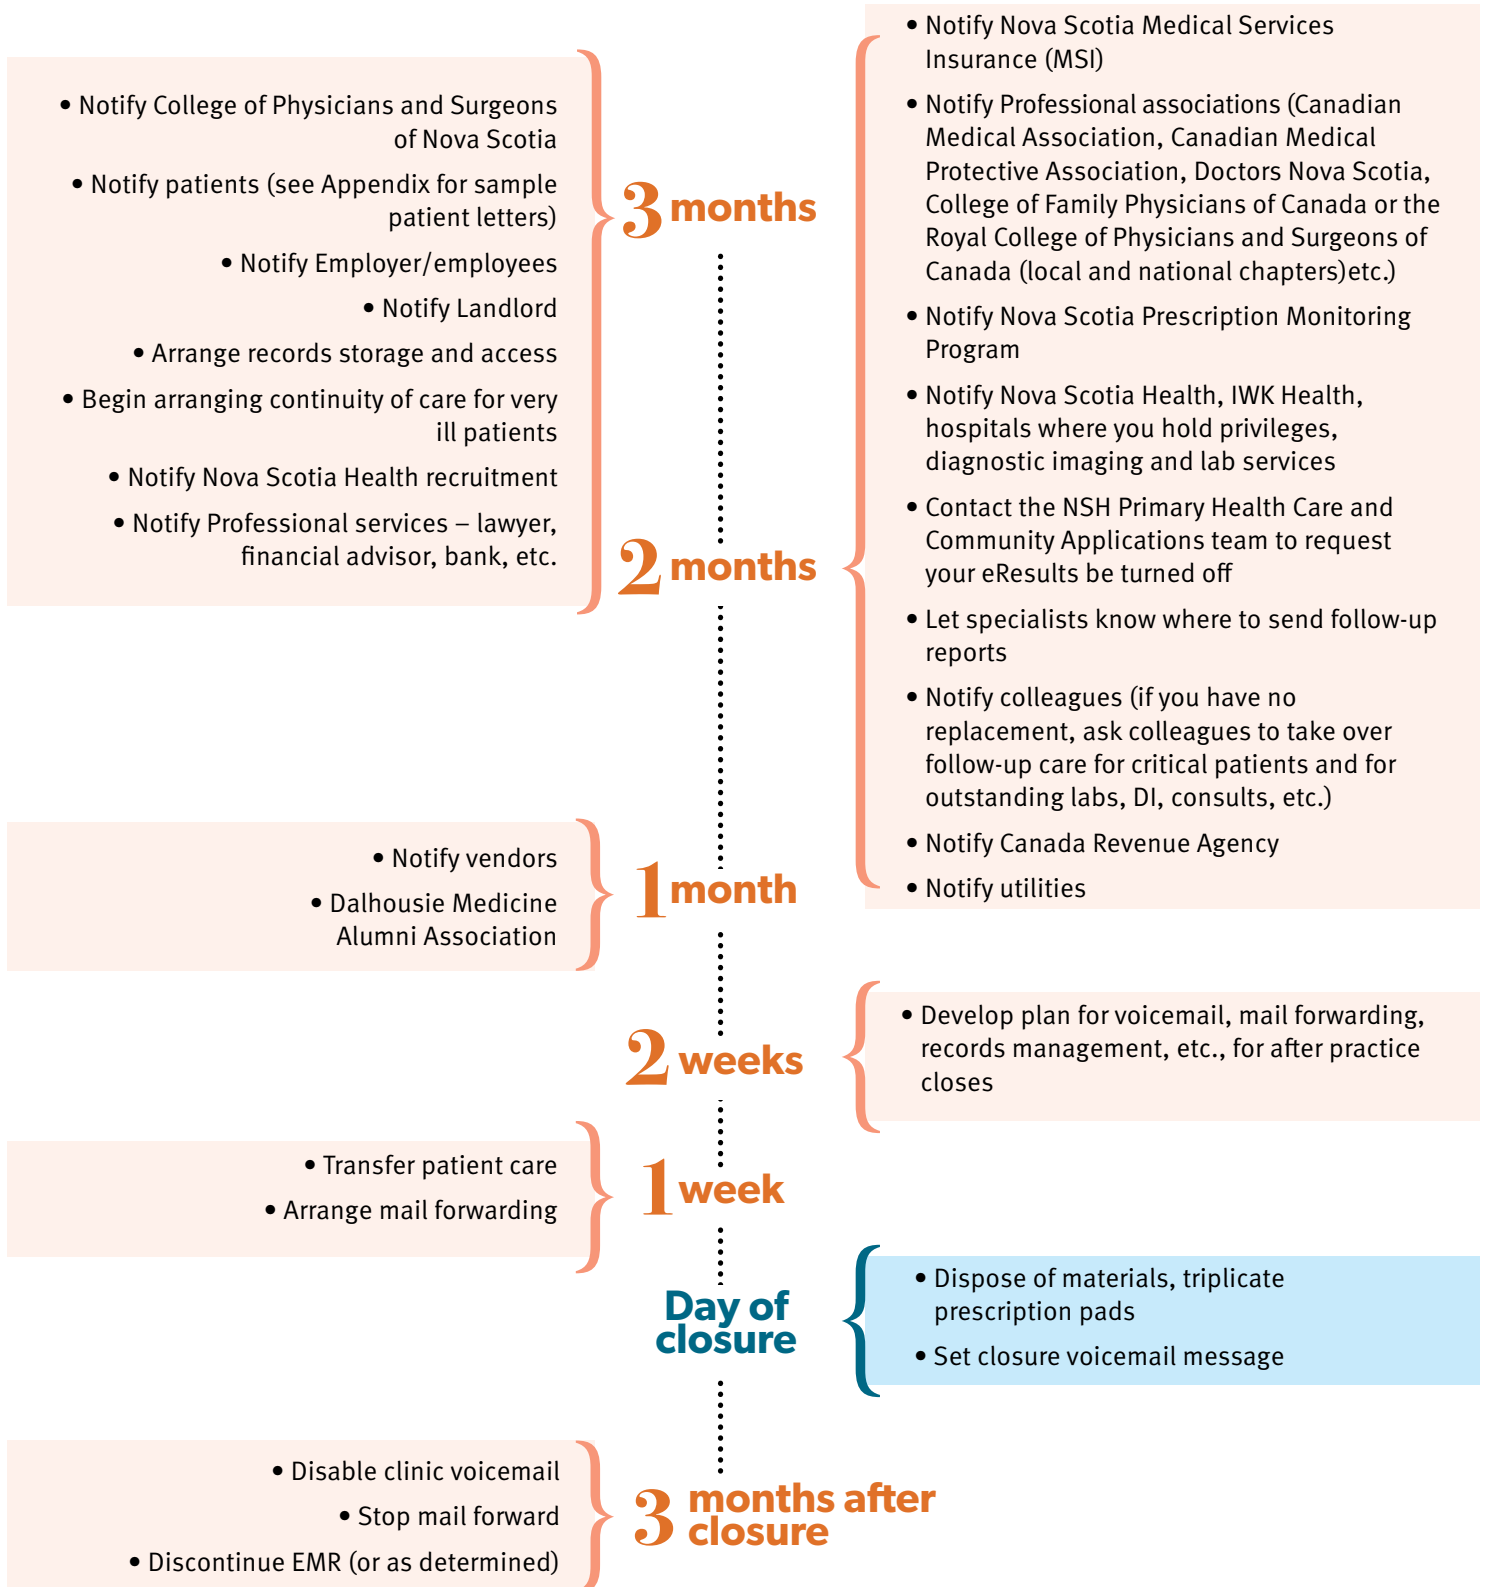 3 months
• Notify College of Physicians and Surgeons
of Nova Scotia
• Notify patients (see Appendix for sample
patient letters)
• Notify Employer/employees
• Notify Landlord
• Arrange records storage and access
• Begin arranging continuity of care for very
ill patients
• Notify Nova Scotia Health recruitment
• Notify Professional services – lawyer,
financial advisor, bank, etc.
2 months
• Notify Nova Scotia Medical Services
Insurance (MSI)
• Notify Professional associations (Canadian
Medical Association, Canadian Medical
Protective Association, Doctors Nova Scotia,
College of Family Physicians of Canada or the
Royal College of Physicians and Surgeons of
Canada (local and national chapters)etc.)
• Notify Nova Scotia Prescription Monitoring
Program
• Notify Nova Scotia Health, IWK Health,
hospitals where you hold privileges,
diagnostic imaging and lab services
• Contact the NSH Primary Health Care and
Community Applications team to request
your eResults be turned off
• Let specialists know where to send follow-up
reports
• Notify colleagues (if you have no
replacement, ask colleagues to take over
follow-up care for critical patients and for
outstanding labs, DI, consults, etc.)
• Notify Canada Revenue Agency
• Notify utilities
1 month
• Notify vendors
• Dalhousie Medicine
Alumni Association
2 weeks
• Develop plan for voicemail, mail forwarding,
records management, etc., for after practice
closes
1 week
• Transfer patient care
• Arrange mail forwarding
Day of
closure
• Dispose of materials, triplicate
prescription pads
• Set closure voicemail message
3 months after
closure
• Disable clinic voicemail
• Stop mail forward
• Discontinue EMR (or as determined)